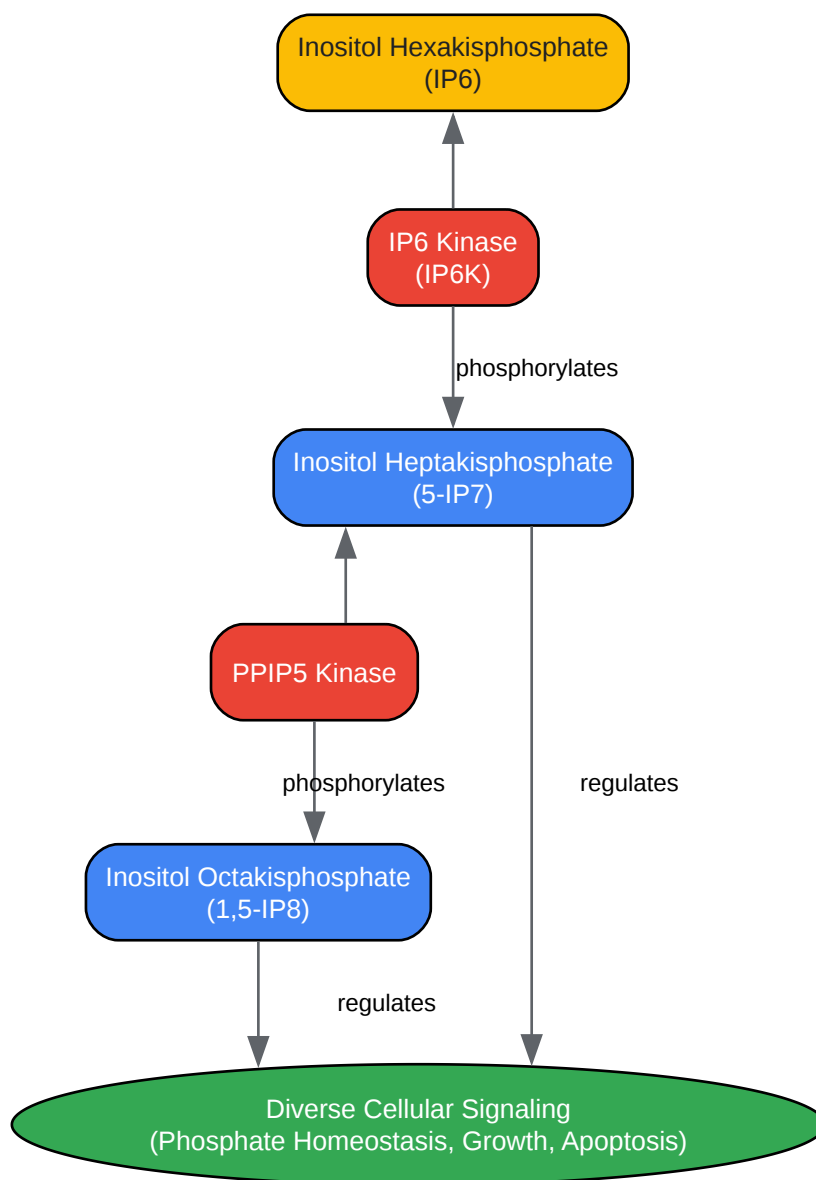 Inositol Hexakisphosphate
(IP6)
IP6 Kinase
(IP6K)
phosphorylates
Inositol Heptakisphosphate
(5-IP7)
PPIP5 Kinase
phosphorylates
regulates
Inositol Octakisphosphate
(1,5-IP8)
regulates
Diverse Cellular Signaling
(Phosphate Homeostasis, Growth, Apoptosis)